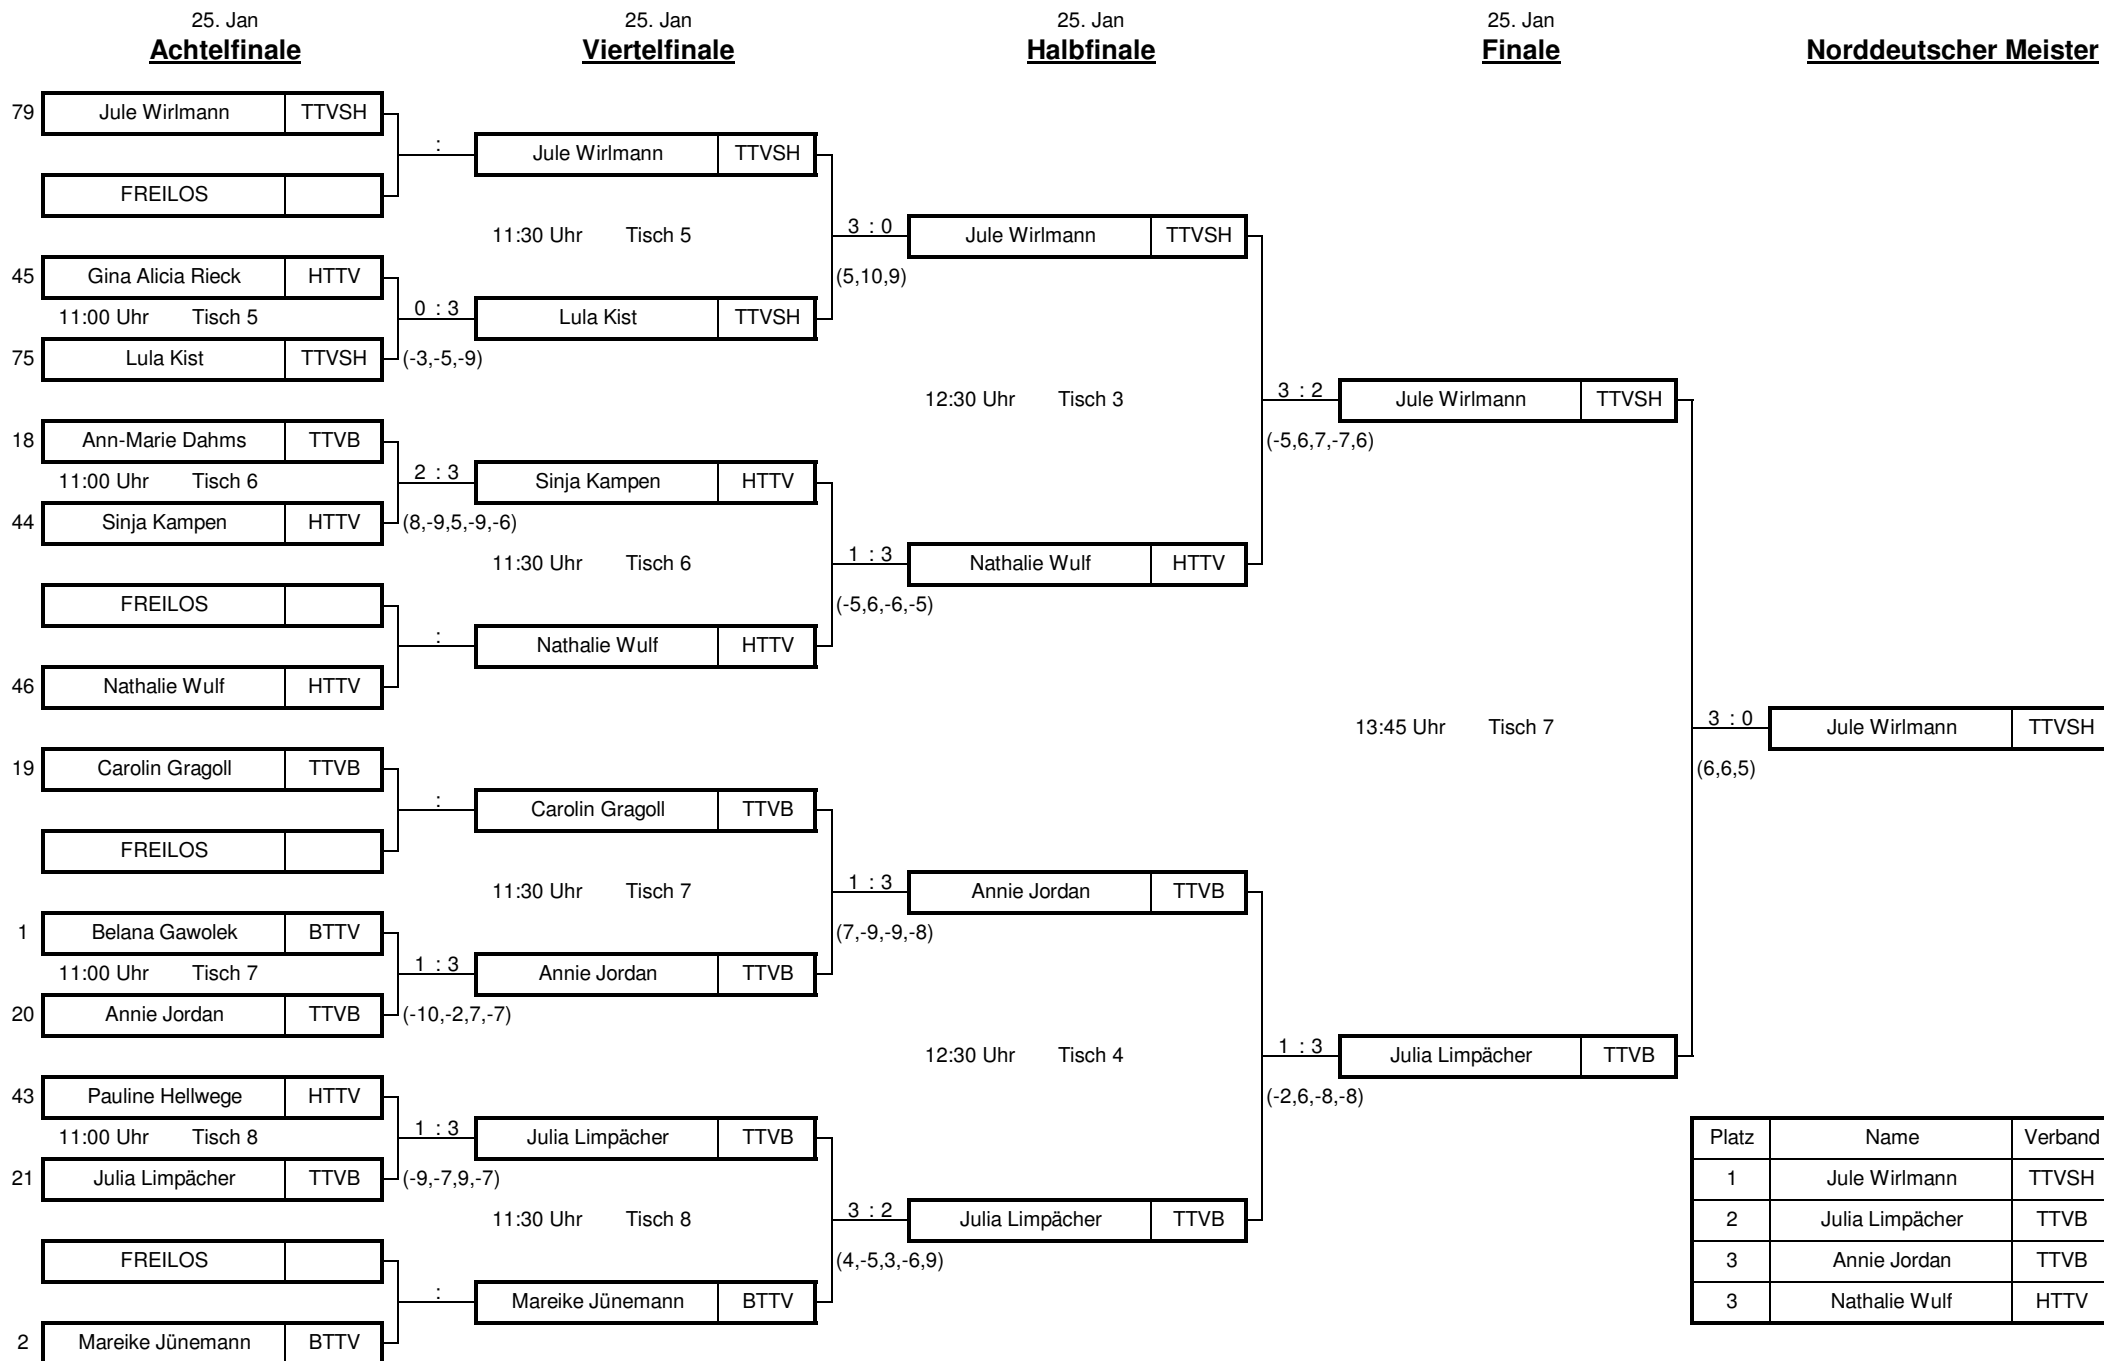 25. Jan 25. Jan 25. Jan 25. Jan
Achtelfinale Viertelfinale Halbfinale Finale Norddeutscher Meister
79 Jule Wirlmann TTVSH
: Jule Wirlmann TTVSH
FREILOS
11:30 Uhr Tisch 5 3 : 0 Jule Wirlmann TTVSH
45 Gina Alicia Rieck HTTV (5,10,9)
11:00 Uhr Tisch 5 0 : 3 Lula Kist TTVSH
75 Lula Kist TTVSH (-3,-5,-9)
12:30 Uhr Tisch 3 3 : 2 Jule Wirlmann TTVSH
18 Ann-Marie Dahms TTVB (-5,6,7,-7,6)
11:00 Uhr Tisch 6 2 : 3 Sinja Kampen HTTV
44 Sinja Kampen HTTV (8,-9,5,-9,-6)
11:30 Uhr Tisch 6 1 : 3 Nathalie Wulf HTTV
FREILOS (-5,6,-6,-5)
: Nathalie Wulf HTTV
46 Nathalie Wulf HTTV
13:45 Uhr Tisch 7 3 : 0 Jule Wirlmann TTVSH
19 Carolin Gragoll TTVB (6,6,5)
: Carolin Gragoll TTVB
FREILOS
11:30 Uhr Tisch 7 1 : 3 Annie Jordan TTVB
1 Belana Gawolek BTTV (7,-9,-9,-8)
11:00 Uhr Tisch 7 1 : 3 Annie Jordan TTVB
20 Annie Jordan TTVB (-10,-2,7,-7)
12:30 Uhr Tisch 4 1 : 3 Julia Limpächer TTVB
43 Pauline Hellwege HTTV (-2,6,-8,-8)
11:00 Uhr Tisch 8 1 : 3 Julia Limpächer TTVB Platz Name Verband
21 Julia Limpächer TTVB (-9,-7,9,-7) 1 Jule Wirlmann TTVSH
11:30 Uhr Tisch 8 3 : 2 Julia Limpächer TTVB 2 Julia Limpächer TTVB
FREILOS (4,-5,3,-6,9) 3 Annie Jordan TTVB
: Mareike Jünemann BTTV 3 Nathalie Wulf HTTV
2 Mareike Jünemann BTTV